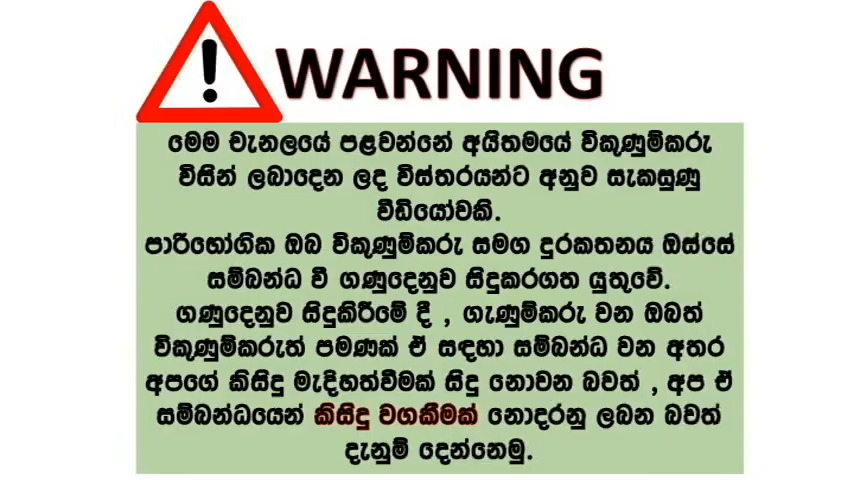 WARNING
මෙම චැනලයේ පළවන්නේ අයිතමයේ විකුණුම්කරු
විසින් ලබාදෙන ලද විස්තරයන්ට අනුව සැකසුණු
වීඩියෝවකි.
පාරිභෝගික ඔබ විකුණුම්කරු සමග දුරකතනය ඔස්සේ
සම්බන්ධ වී ගණුදෙනුව සිදුකරගත යුතුවේ.
ගණුදෙනුව සිදුකිරීමේ දී , ගැණුම්කරු වන ඔබත්
විකුණුම්කරුත් පමණක් ඒ සඳහා සම්බන්ධ වන අතර
අපගේ කිසිදු මැදිහත්වීමක් සිදු නොවන බවත් , අප ඒ
සම්බන්ධයෙන් කිසිදු වගකීමක් නොදරනු ලබන බවත්
දැනුම් දෙන්නෙමු.